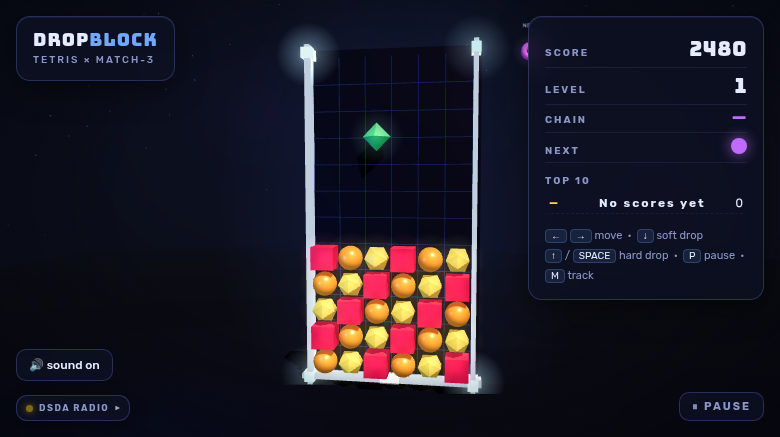 DROPBLOCK
TETRIS × MATCH-3
SCORE 2480
LEVEL 1
CHAIN –
NEXT
TOP 10
– No scores yet 0
← → move • ↓ soft drop
↑ / SPACE hard drop • P pause •
M track
🔊 sound on
DSDA RADIO ▸
⏸ PAUSE